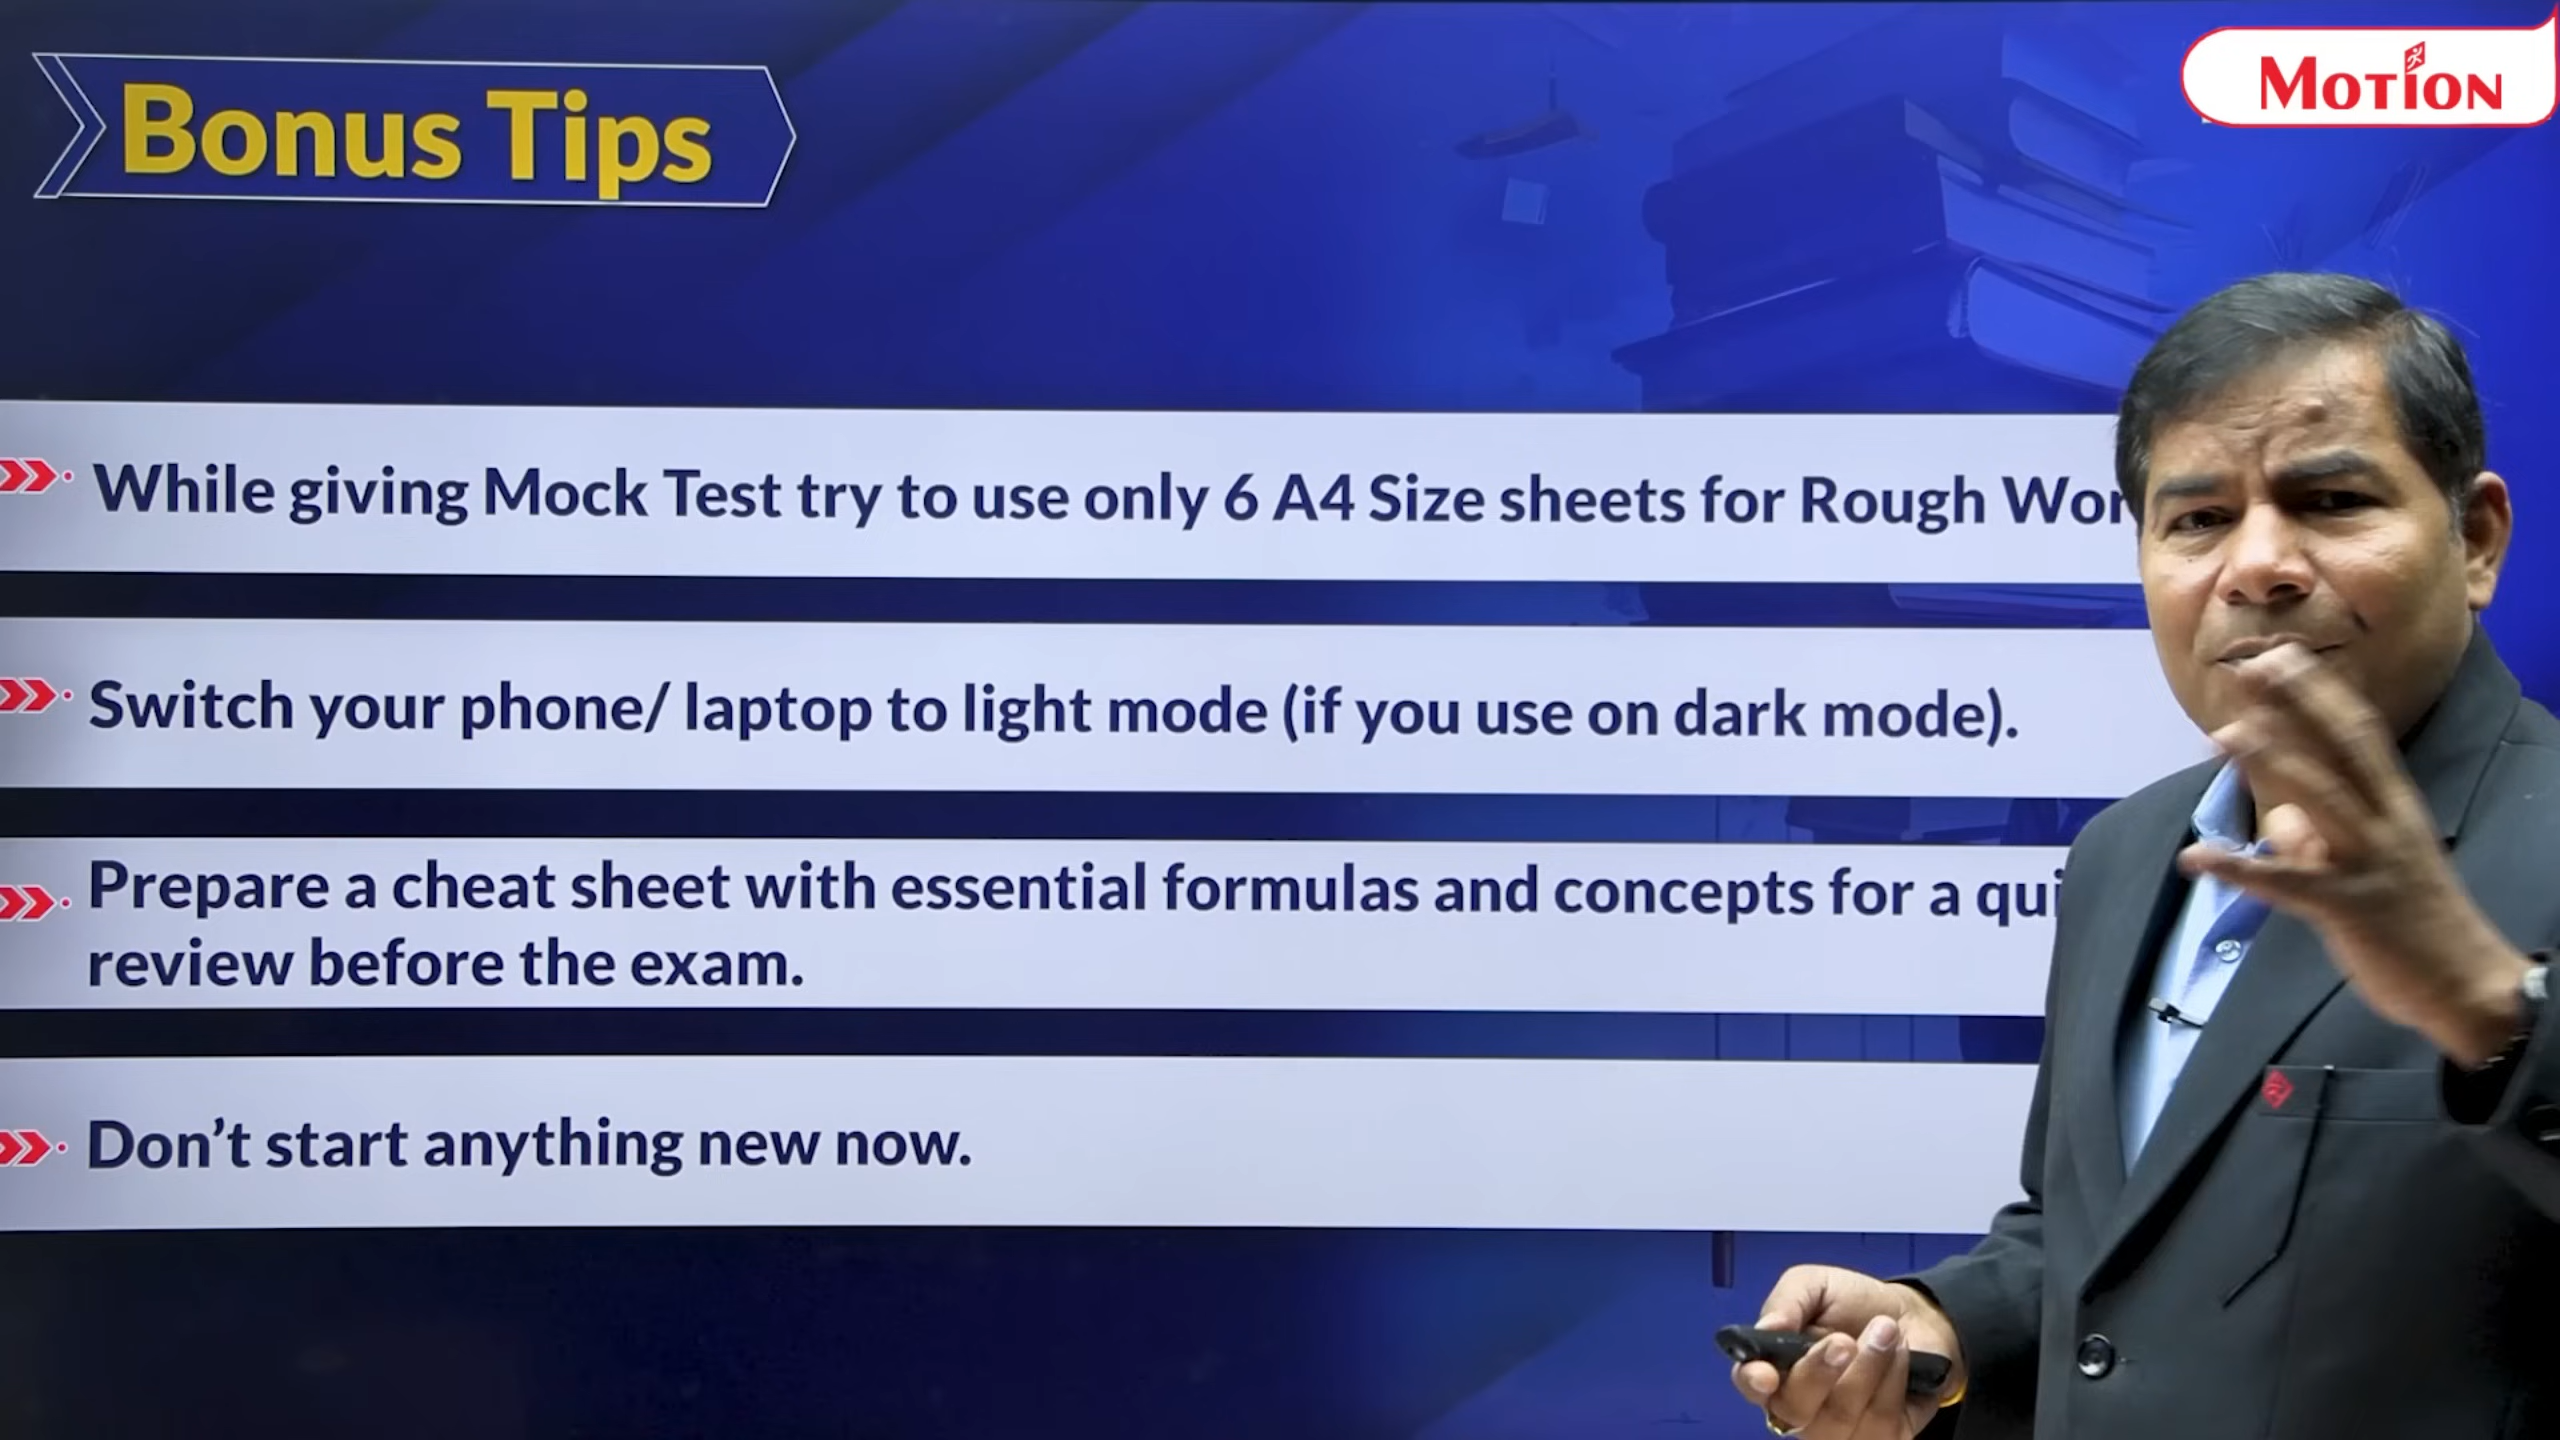 Bonus Tips
MOTION
While giving Mock Test try to use only 6 A4 Size sheets for Rough
Switch your phone/ laptop to light mode (if you use on dark mode).
Prepare a cheat sheet with essential formulas and concepts for a
review before the exam.
Don't start anything new now.